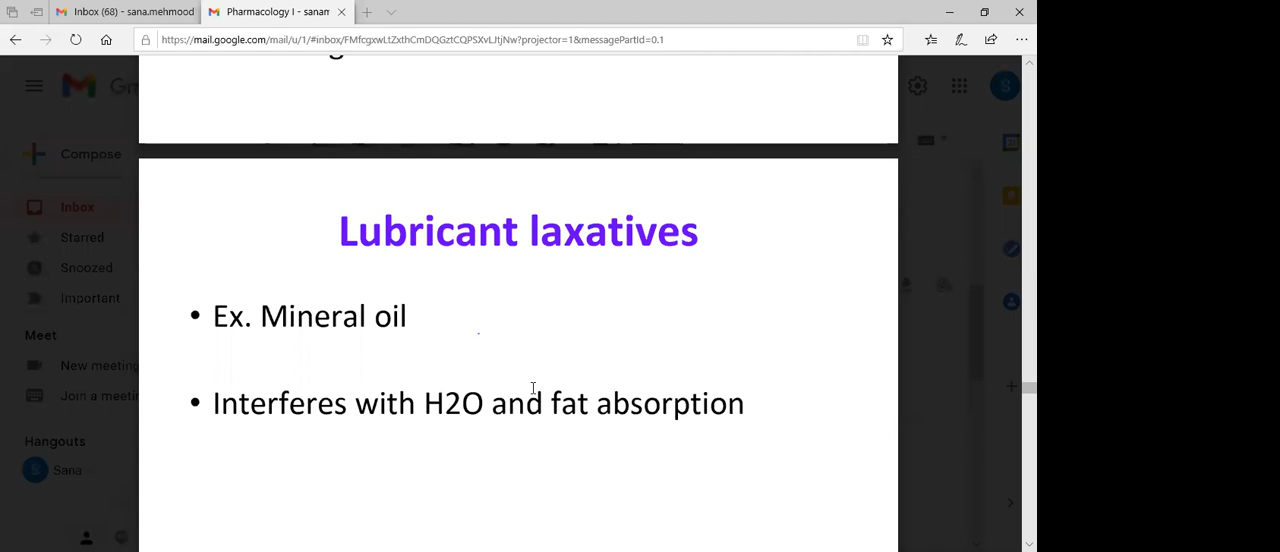 Inbox (68) - sana.mehmood
Pharmacology I - sanam
https://mail.google.com/mail/u/1/#inbox/FMfcgxwLtZxthCmDQGztCQPSXvLJtjNw?projector=1&messagePartId=0.1
Compose
Inbox
Starred
Snoozed
Important
Meet
New meeting
Join a meetin
Hangouts
Sana
S
S
Lubricant laxatives
• Ex. Mineral oil
• Interferes with H2O and fat absorption